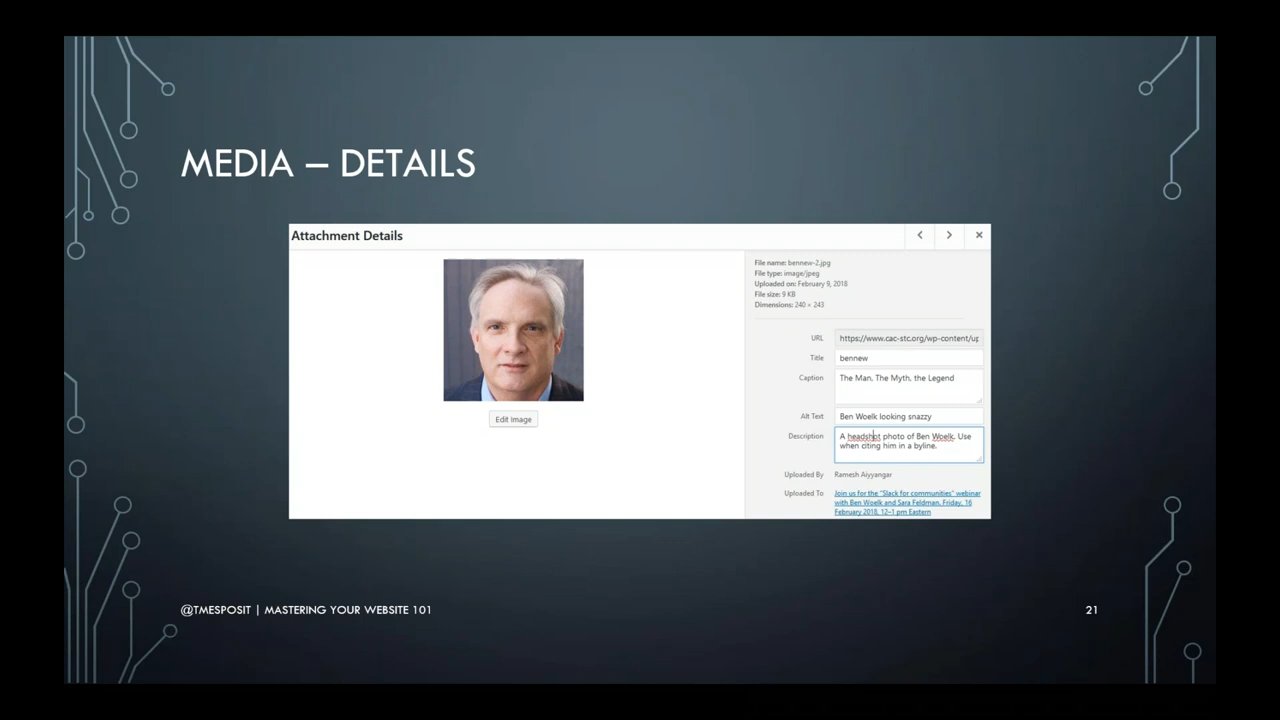 MEDIA – DETAILS
Attachment Details
File name: bennew-2.jpg
File type: image/jpeg
Uploaded on: February 9, 2018
File size: 9 KB
Dimensions: 240 × 243
URL https://www.cac-stc.org/wp-content/up
Title bennew
Caption The Man, The Myth, the Legend
Edit Image
Alt Text Ben Woelk looking snazzy
Description A headshot photo of Ben Woelk. Use
when citing him in a byline.
Uploaded By Ramesh Aiyyangar
Uploaded To Join us for the "Slack for communities" webinar
with Ben Woelk and Sara Feldman, Friday, 16
February 2018, 12–1 pm Eastern
@TMESPOSIT | MASTERING YOUR WEBSITE 101
21